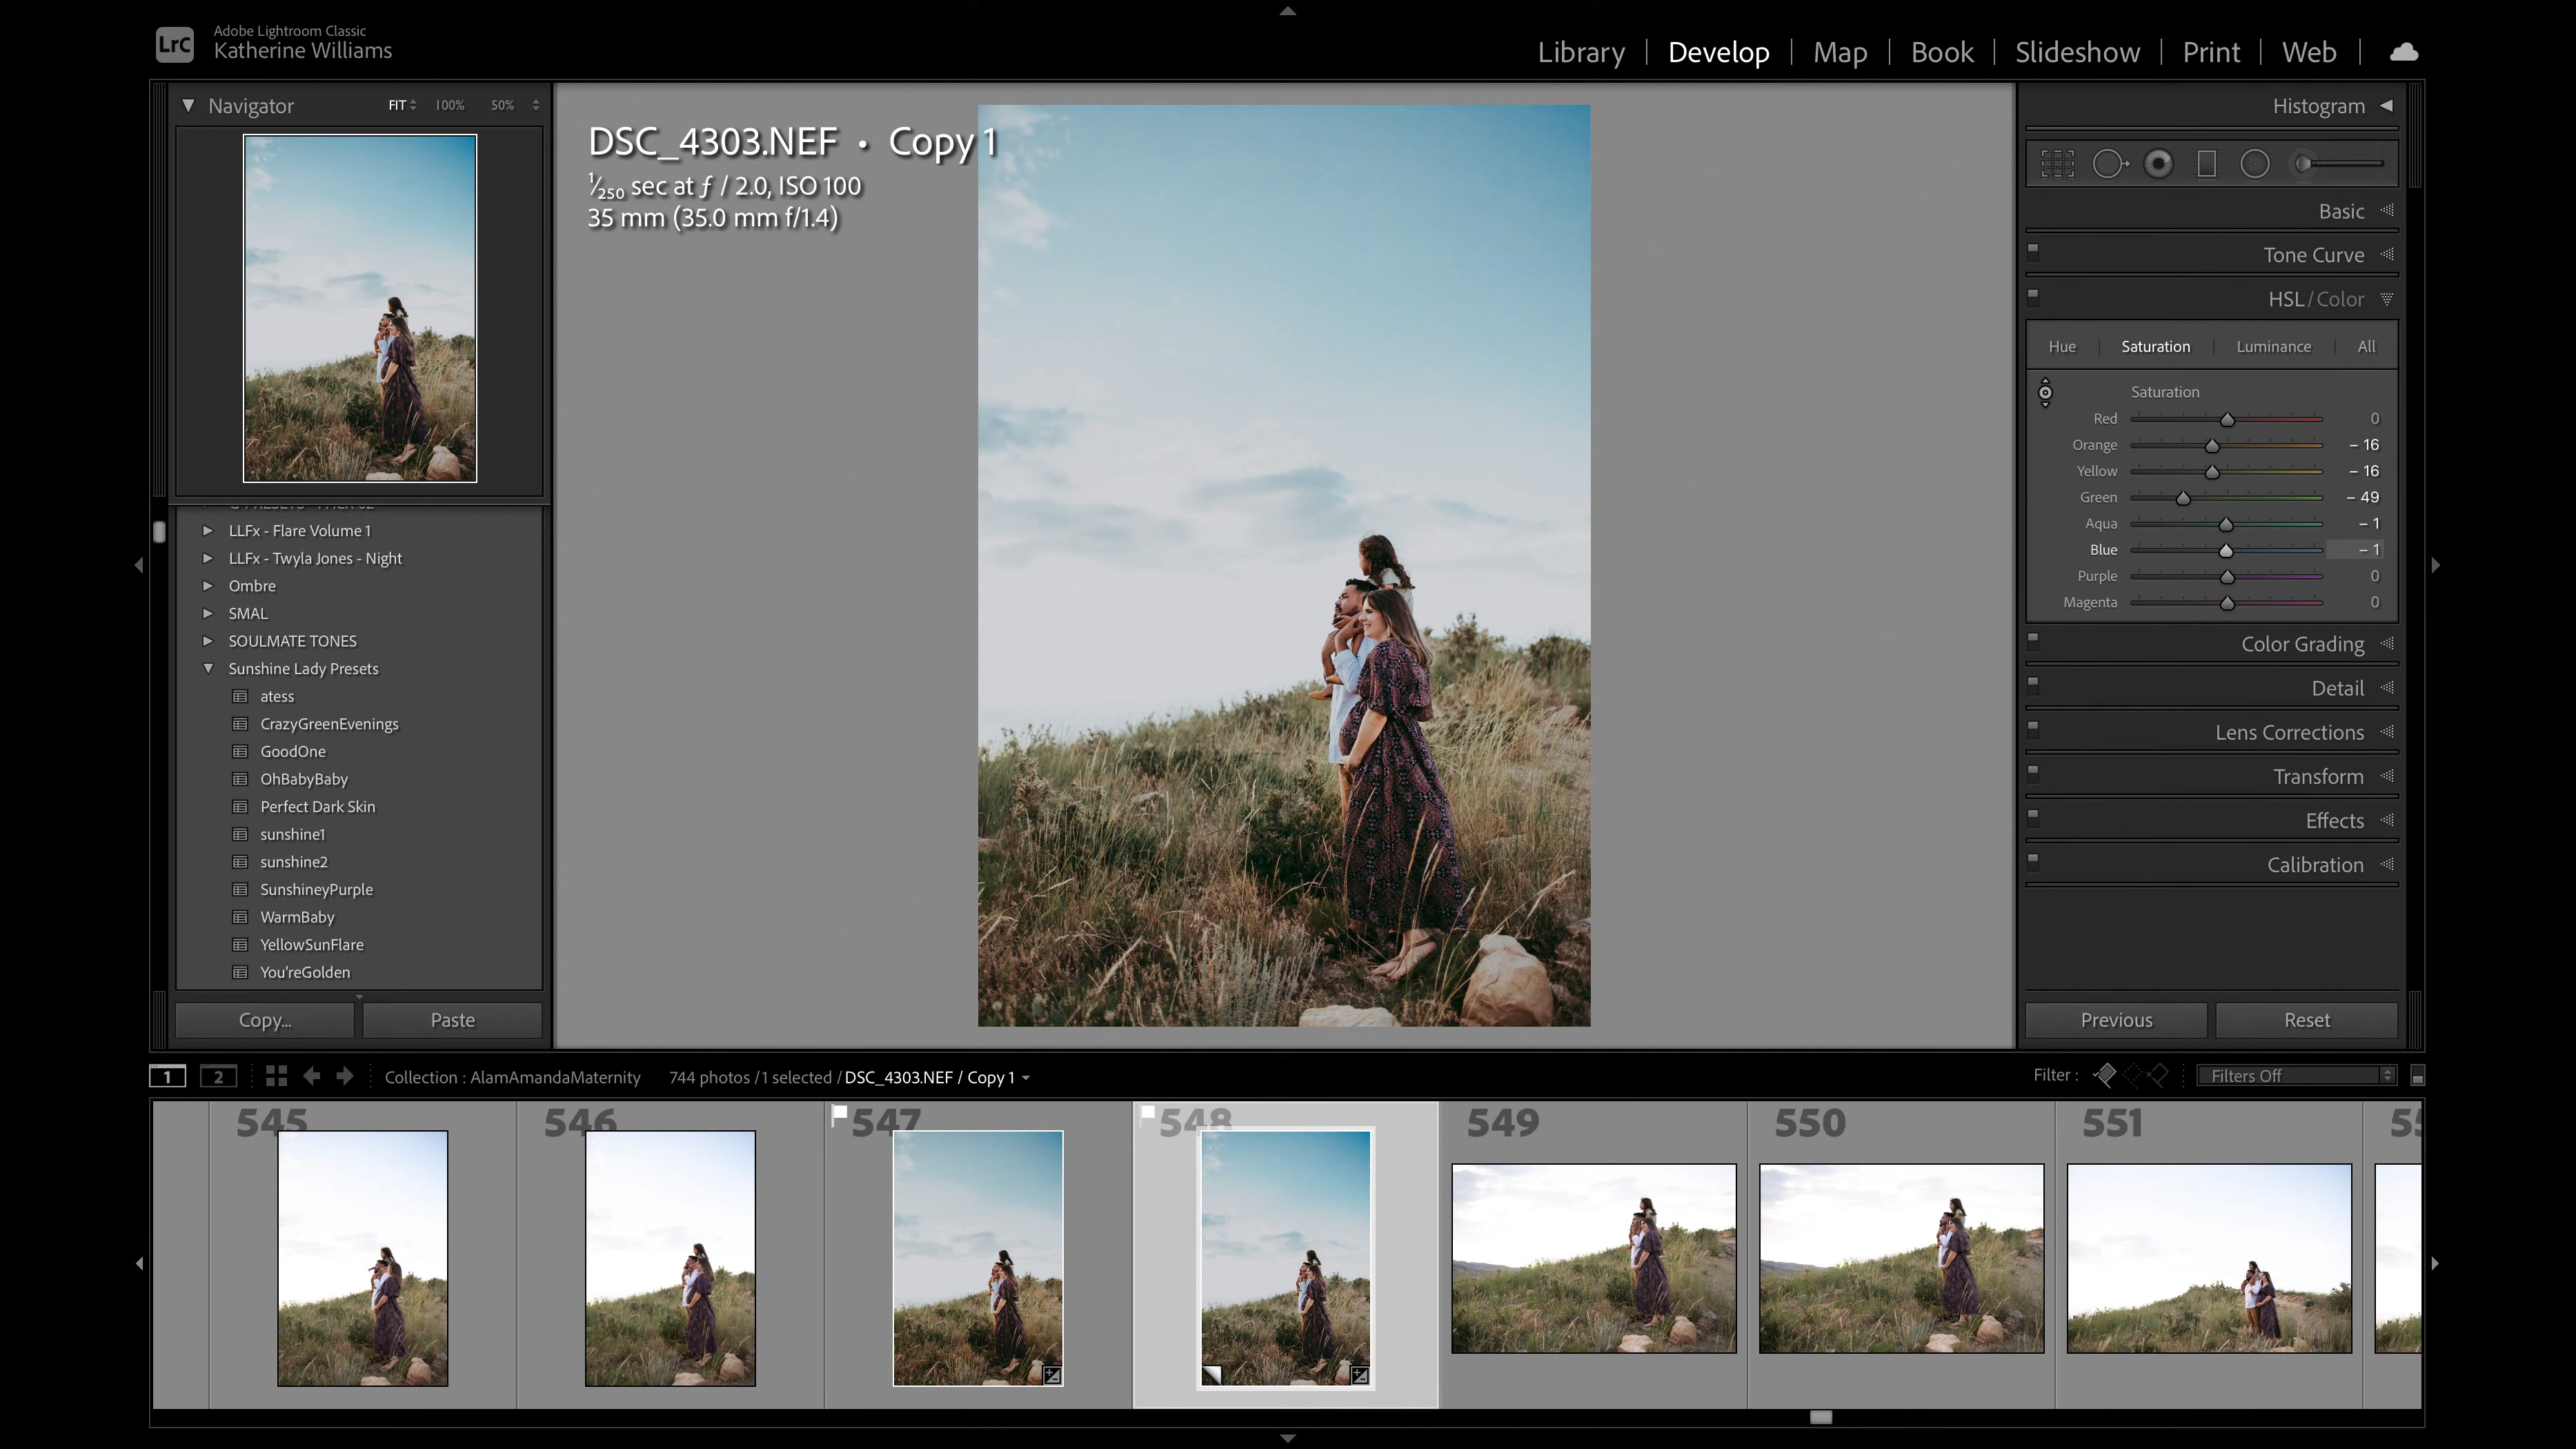 LrC
Adobe Lightroom Classic
Katherine Williams
Library
Develop
Map
Book
Slideshow
Print
Web
Navigator
FIT
100%
50%
DSC_4303.NEF • Copy 1
1/250 sec at ƒ / 2.0, ISO 100
35 mm (35.0 mm f/1.4)
LLFx - Flare Volume 1
LLFx - Twyla Jones - Night
Ombre
SMAL
SOULMATE TONES
Sunshine Lady Presets
atess
CrazyGreenEvenings
GoodOne
OhBabyBaby
Perfect Dark Skin
sunshine1
sunshine2
SunshineyPurple
WarmBaby
YellowSunFlare
You'reGolden
Copy...
Paste
Histogram
Basic
Tone Curve
HSL / Color
Hue
Saturation
Luminance
All
Saturation
Red 0
Orange – 16
Yellow – 16
Green – 49
Aqua – 1
Blue – 1
Purple 0
Magenta 0
Color Grading
Detail
Lens Corrections
Transform
Effects
Calibration
Previous
Reset
1
2
Collection : AlamAmandaMaternity
744 photos / 1 selected / DSC_4303.NEF / Copy 1
Filter :
Filters Off
545
546
547
548
549
550
551